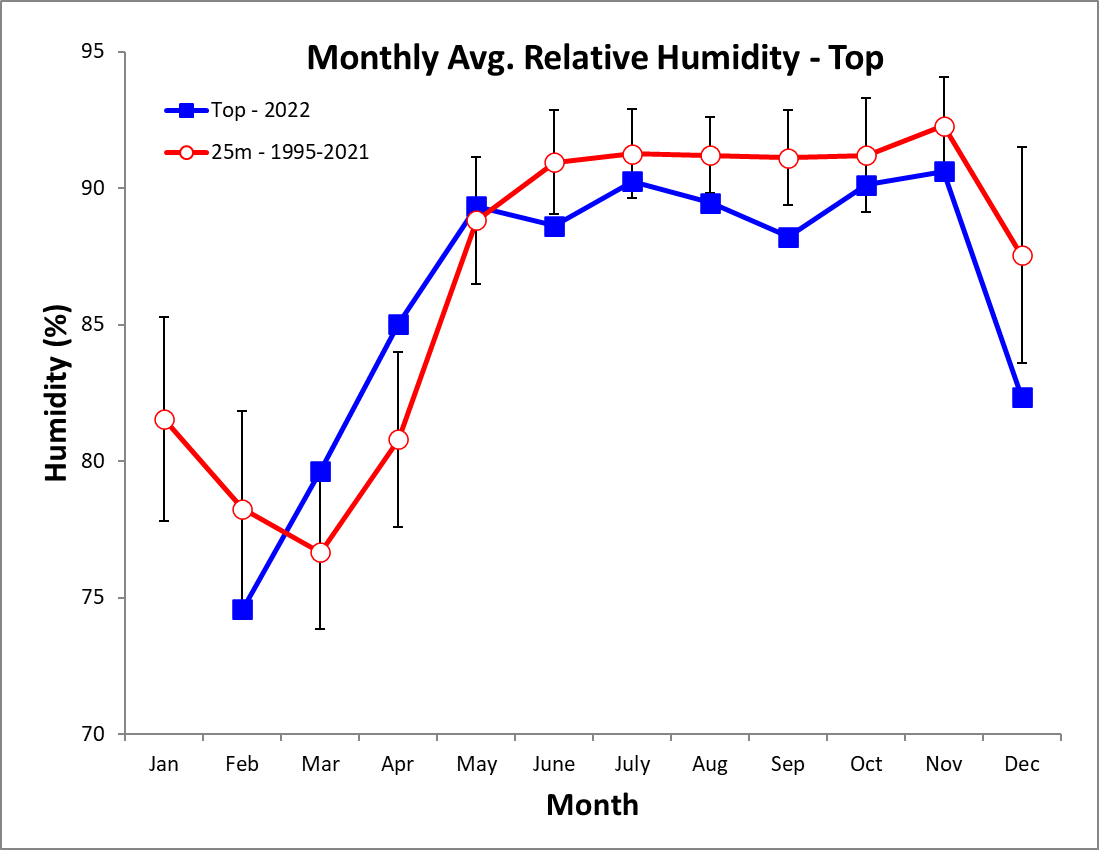 Monthly Avg. Relative Humidity - Top
Top - 2022
25m - 1995-2021
95
90
85
80
75
70
Humidity (%)
Jan Feb Mar Apr May June July Aug Sep Oct Nov Dec
Month